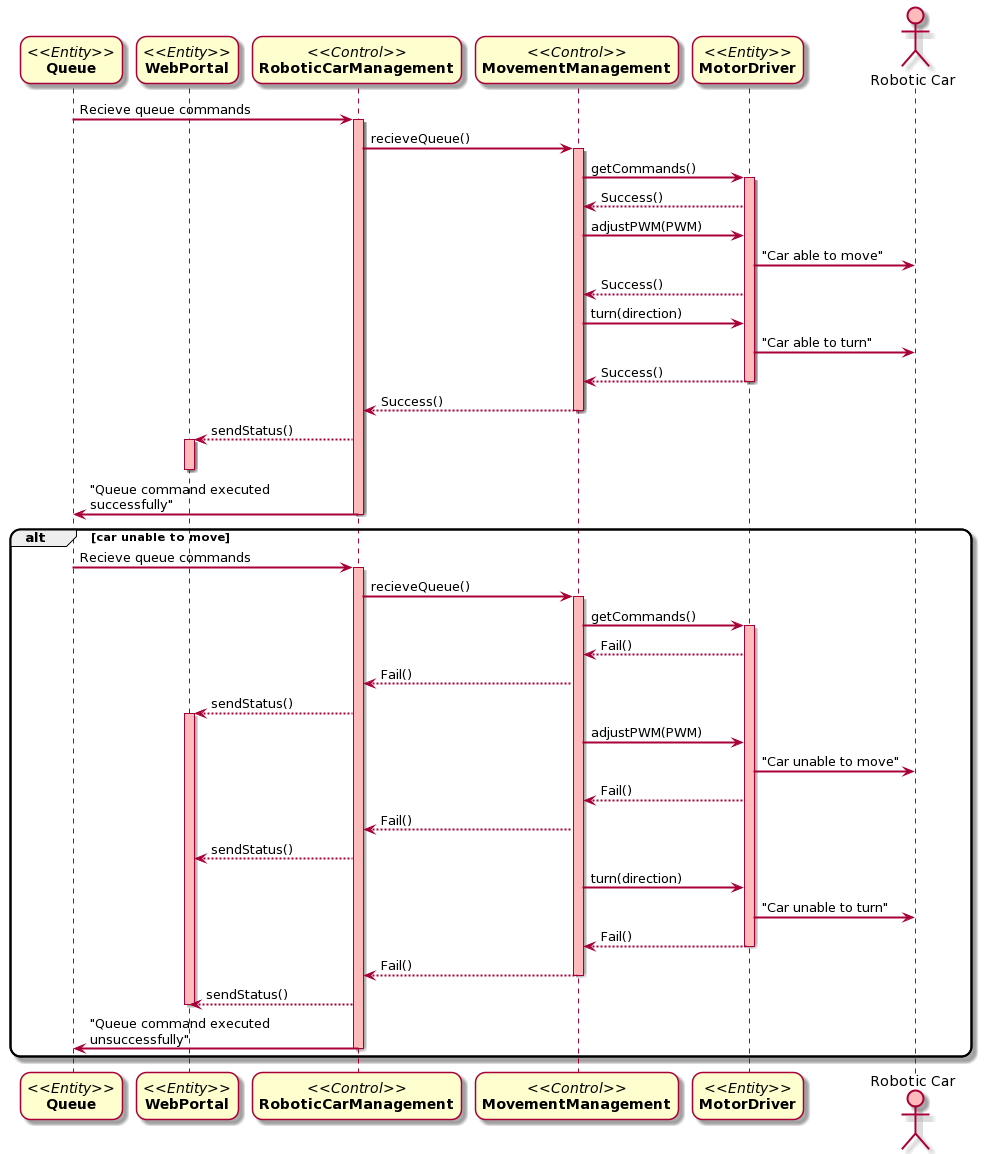 <<Entity>> <<Entity>> <<Control>> <<Control>> <<Entity>>
Queue WebPortal RoboticCarManagement MovementManagement MotorDriver
Robotic Car
Recieve queue commands
recieveQueue()
getCommands()
Success()
adjustPWM(PWM)
"Car able to move"
Success()
turn(direction)
"Car able to turn"
Success()
Success()
sendStatus()
"Queue command executed
successfully"
alt [car unable to move]
Recieve queue commands
recieveQueue()
getCommands()
Fail()
Fail()
sendStatus()
adjustPWM(PWM)
"Car unable to move"
Fail()
Fail()
sendStatus()
turn(direction)
"Car unable to turn"
Fail()
Fail()
sendStatus()
"Queue command executed
unsuccessfully"
Robotic Car
<<Entity>> <<Entity>> <<Control>> <<Control>> <<Entity>>
Queue WebPortal RoboticCarManagement MovementManagement MotorDriver